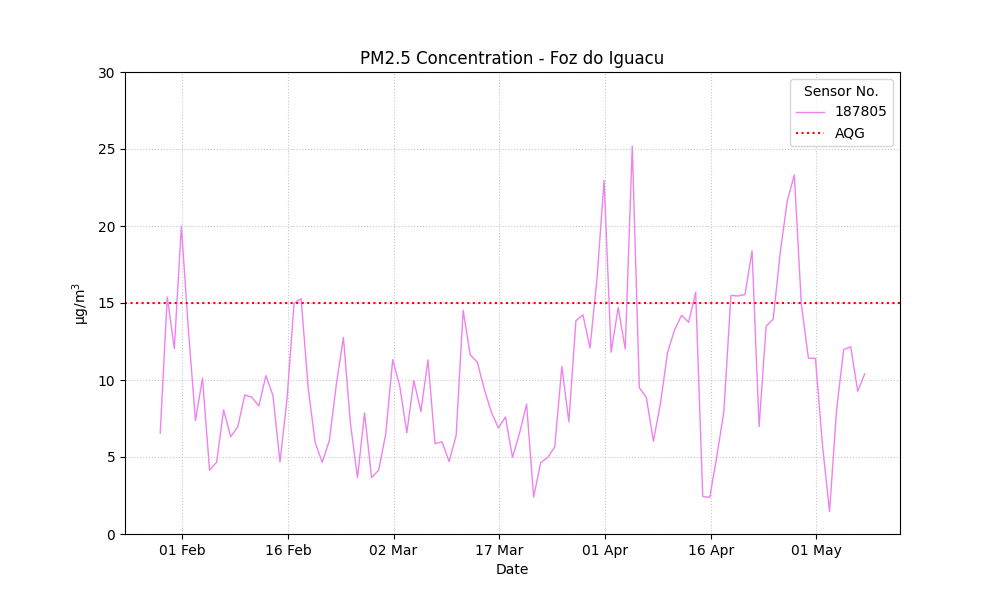 PM2.5 Concentration - Foz do Iguacu
30
25
20
15
10
5
0
µg/m³
01 Feb
16 Feb
02 Mar
17 Mar
01 Apr
16 Apr
01 May
Date
Sensor No.
187805
AQG